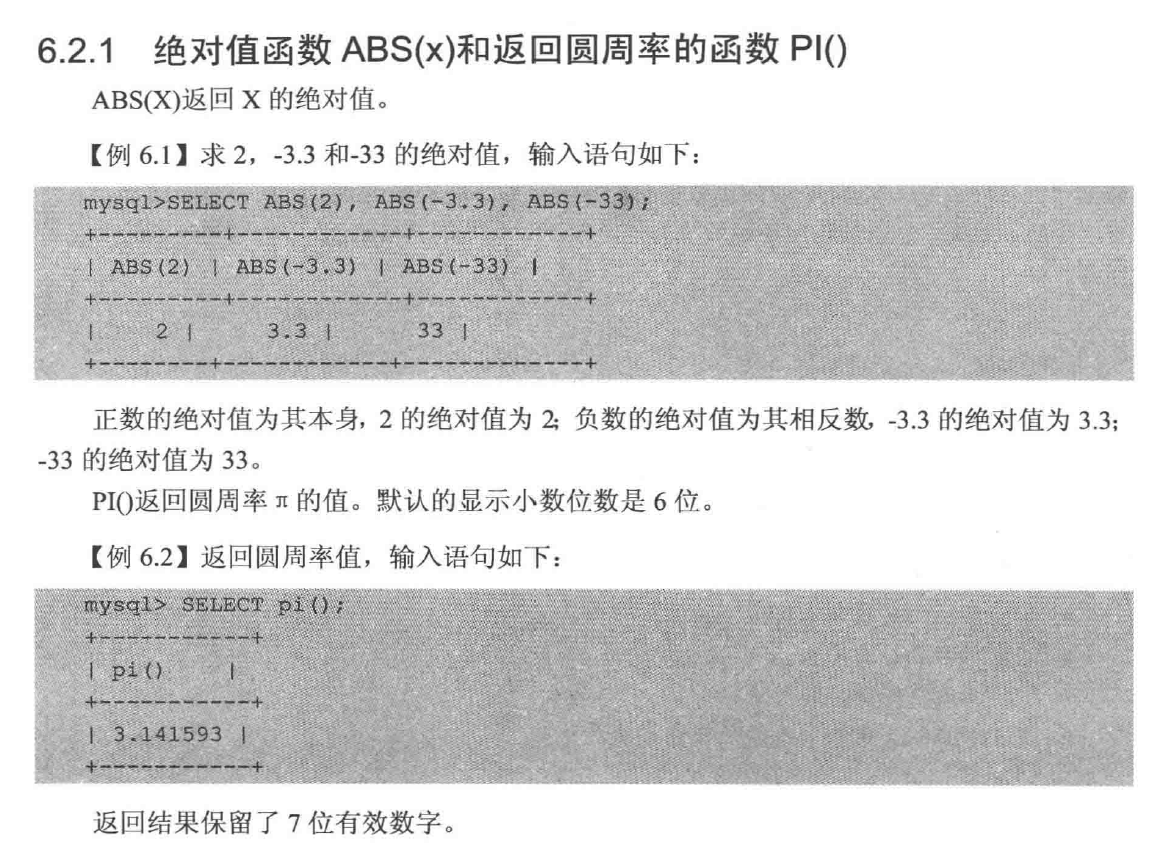 6.2.1 绝对值函数 ABS(x)和返回圆周率的函数 PI()
ABS(X)返回 X 的绝对值。
【例 6.1】求 2，-3.3 和-33 的绝对值，输入语句如下：
mysql>SELECT ABS(2), ABS(-3.3), ABS(-33);
+---------+------------+------------+
| ABS(2) | ABS(-3.3) | ABS(-33) |
+---------+------------+------------+
|    2 |     3.3 |      33 |
+--------+------------+-------------+
正数的绝对值为其本身，2 的绝对值为 2；负数的绝对值为其相反数，-3.3 的绝对值为 3.3；
-33 的绝对值为 33。
PI()返回圆周率 π 的值。默认的显示小数位数是 6 位。
【例 6.2】返回圆周率值，输入语句如下：
mysql> SELECT pi();
+-----------+
| pi()    |
+-----------+
| 3.141593 |
+-----------+
返回结果保留了 7 位有效数字。